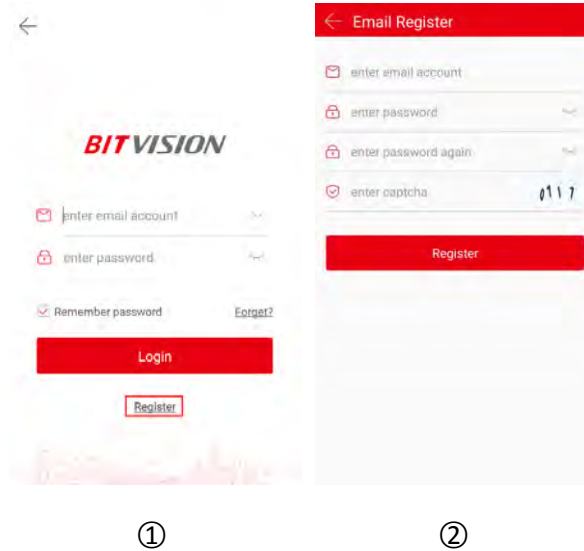 BITVISION
enter email account
enter password
Remember password
Forget?
Login
Register
①
Email Register
enter email account
enter password
enter password again
enter captcha
0917
Register
②